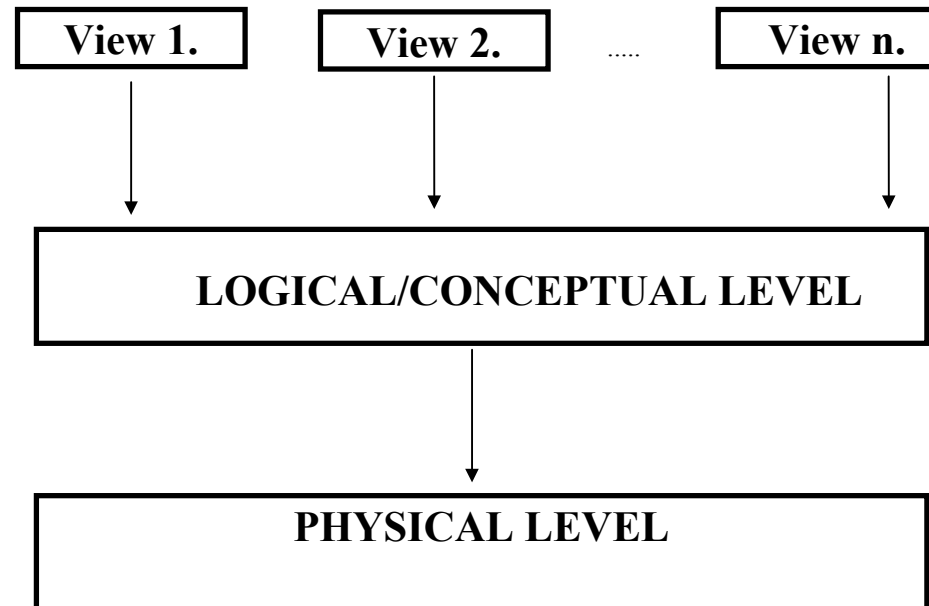 View 1. View 2. ..... View n.
LOGICAL/CONCEPTUAL LEVEL
PHYSICAL LEVEL